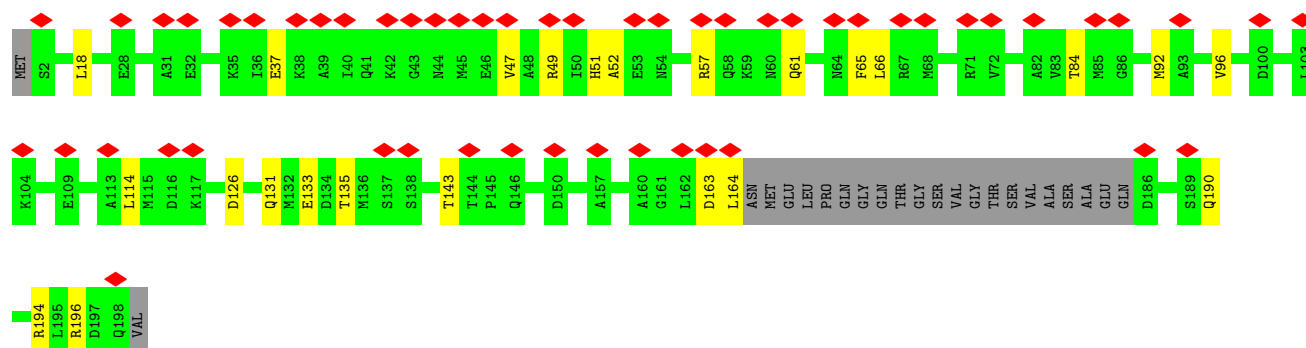 MET S2 L18 E28 A31 E32 K35 I36 E37 K38 A39 I40 Q41 K42 G43 N44 M45 E46 V47 A48 R49 I50 H51 A52 E53 N54 R57 Q58 K59 N60 Q61 N64 F65 L66 R67 M68 R71 V72 A82 V83 T84 M85 G86 M92 A93 V96 D100 L103
K104 E109 A113 L114 M115 D116 K117 D126 Q131 M132 E133 D134 T135 M136 S137 S138 T143 T144 P145 Q146 D150 A157 A160 G161 L162 D163 L164 ASN MET GLU LEU PRO GLN GLY GLN THR GLY SER VAL GLY THR SER VAL ALA SER ALA GLU GLN D186 S189 Q190
R194 L195 R196 D197 Q198 VAL